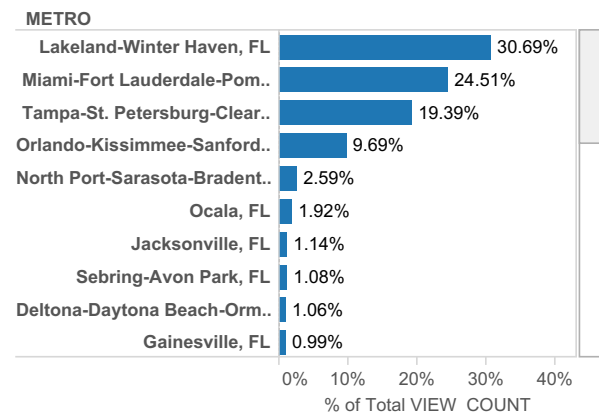 METRO
Lakeland-Winter Haven, FL 30.69%
Miami-Fort Lauderdale-Pom.. 24.51%
Tampa-St. Petersburg-Clear.. 19.39%
Orlando-Kissimmee-Sanford.. 9.69%
North Port-Sarasota-Bradent.. 2.59%
Ocala, FL 1.92%
Jacksonville, FL 1.14%
Sebring-Avon Park, FL 1.08%
Deltona-Daytona Beach-Orm.. 1.06%
Gainesville, FL 0.99%
0% 10% 20% 30% 40%
% of Total VIEW_COUNT